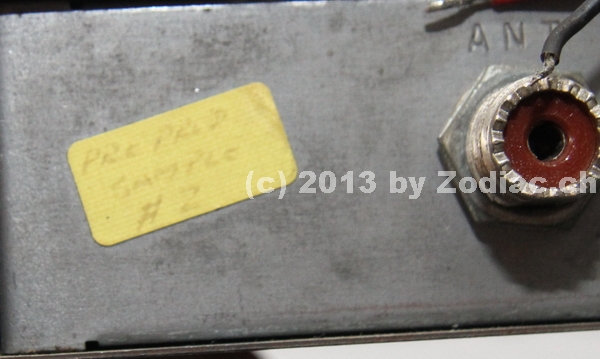 ANT
PRE PROD
SAMPLE
# 2
(c) 2013 by Zodiac.ch